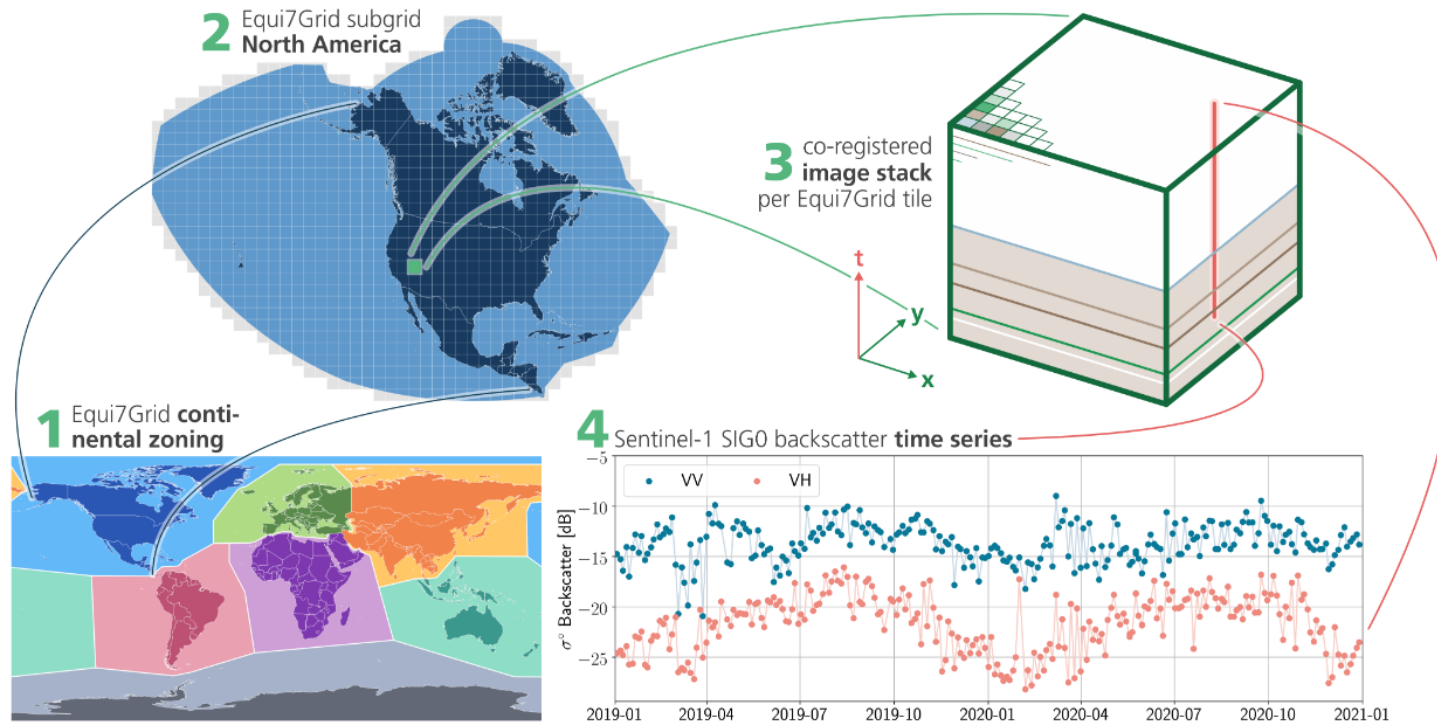 2 Equi7Grid subgrid
North America
3 co-registered
image stack
per Equi7Grid tile
t
y
x
1 Equi7Grid conti-
nental zoning
4 Sentinel-1 SIG0 backscatter time series
VV
VH
σ° Backscatter [dB]
−5
−10
−15
−20
−25
2019-01
2019-04
2019-07
2019-10
2020-01
2020-04
2020-07
2020-10
2021-01